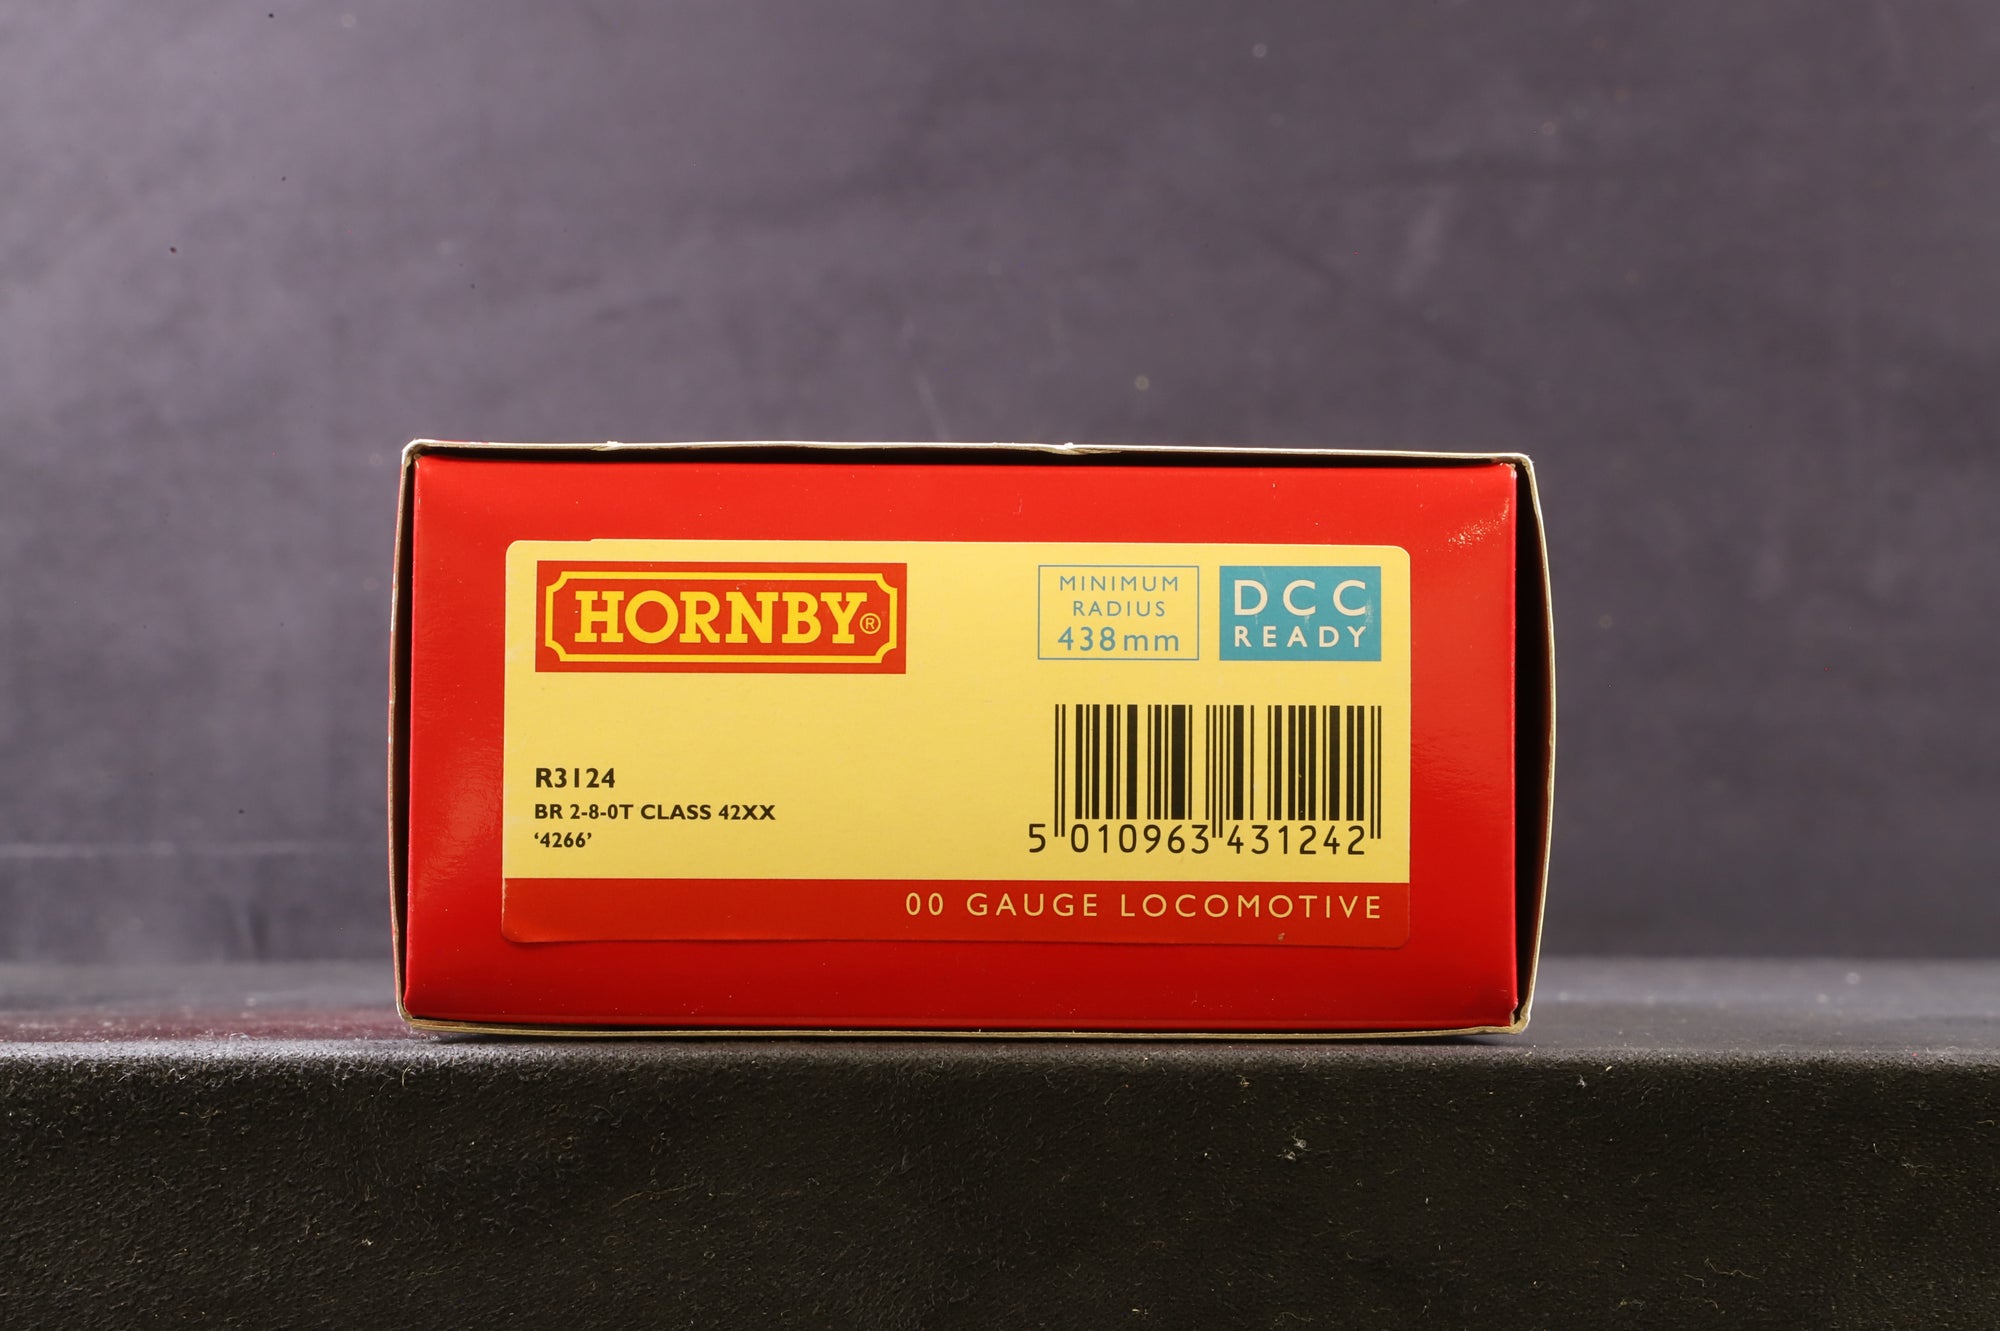 HORNBY®
MINIMUM
RADIUS
438mm
DCC
READY
R3124
BR 2-8-0T CLASS 42XX
‘4266’
5 010963 431242
00 GAUGE LOCOMOTIVE